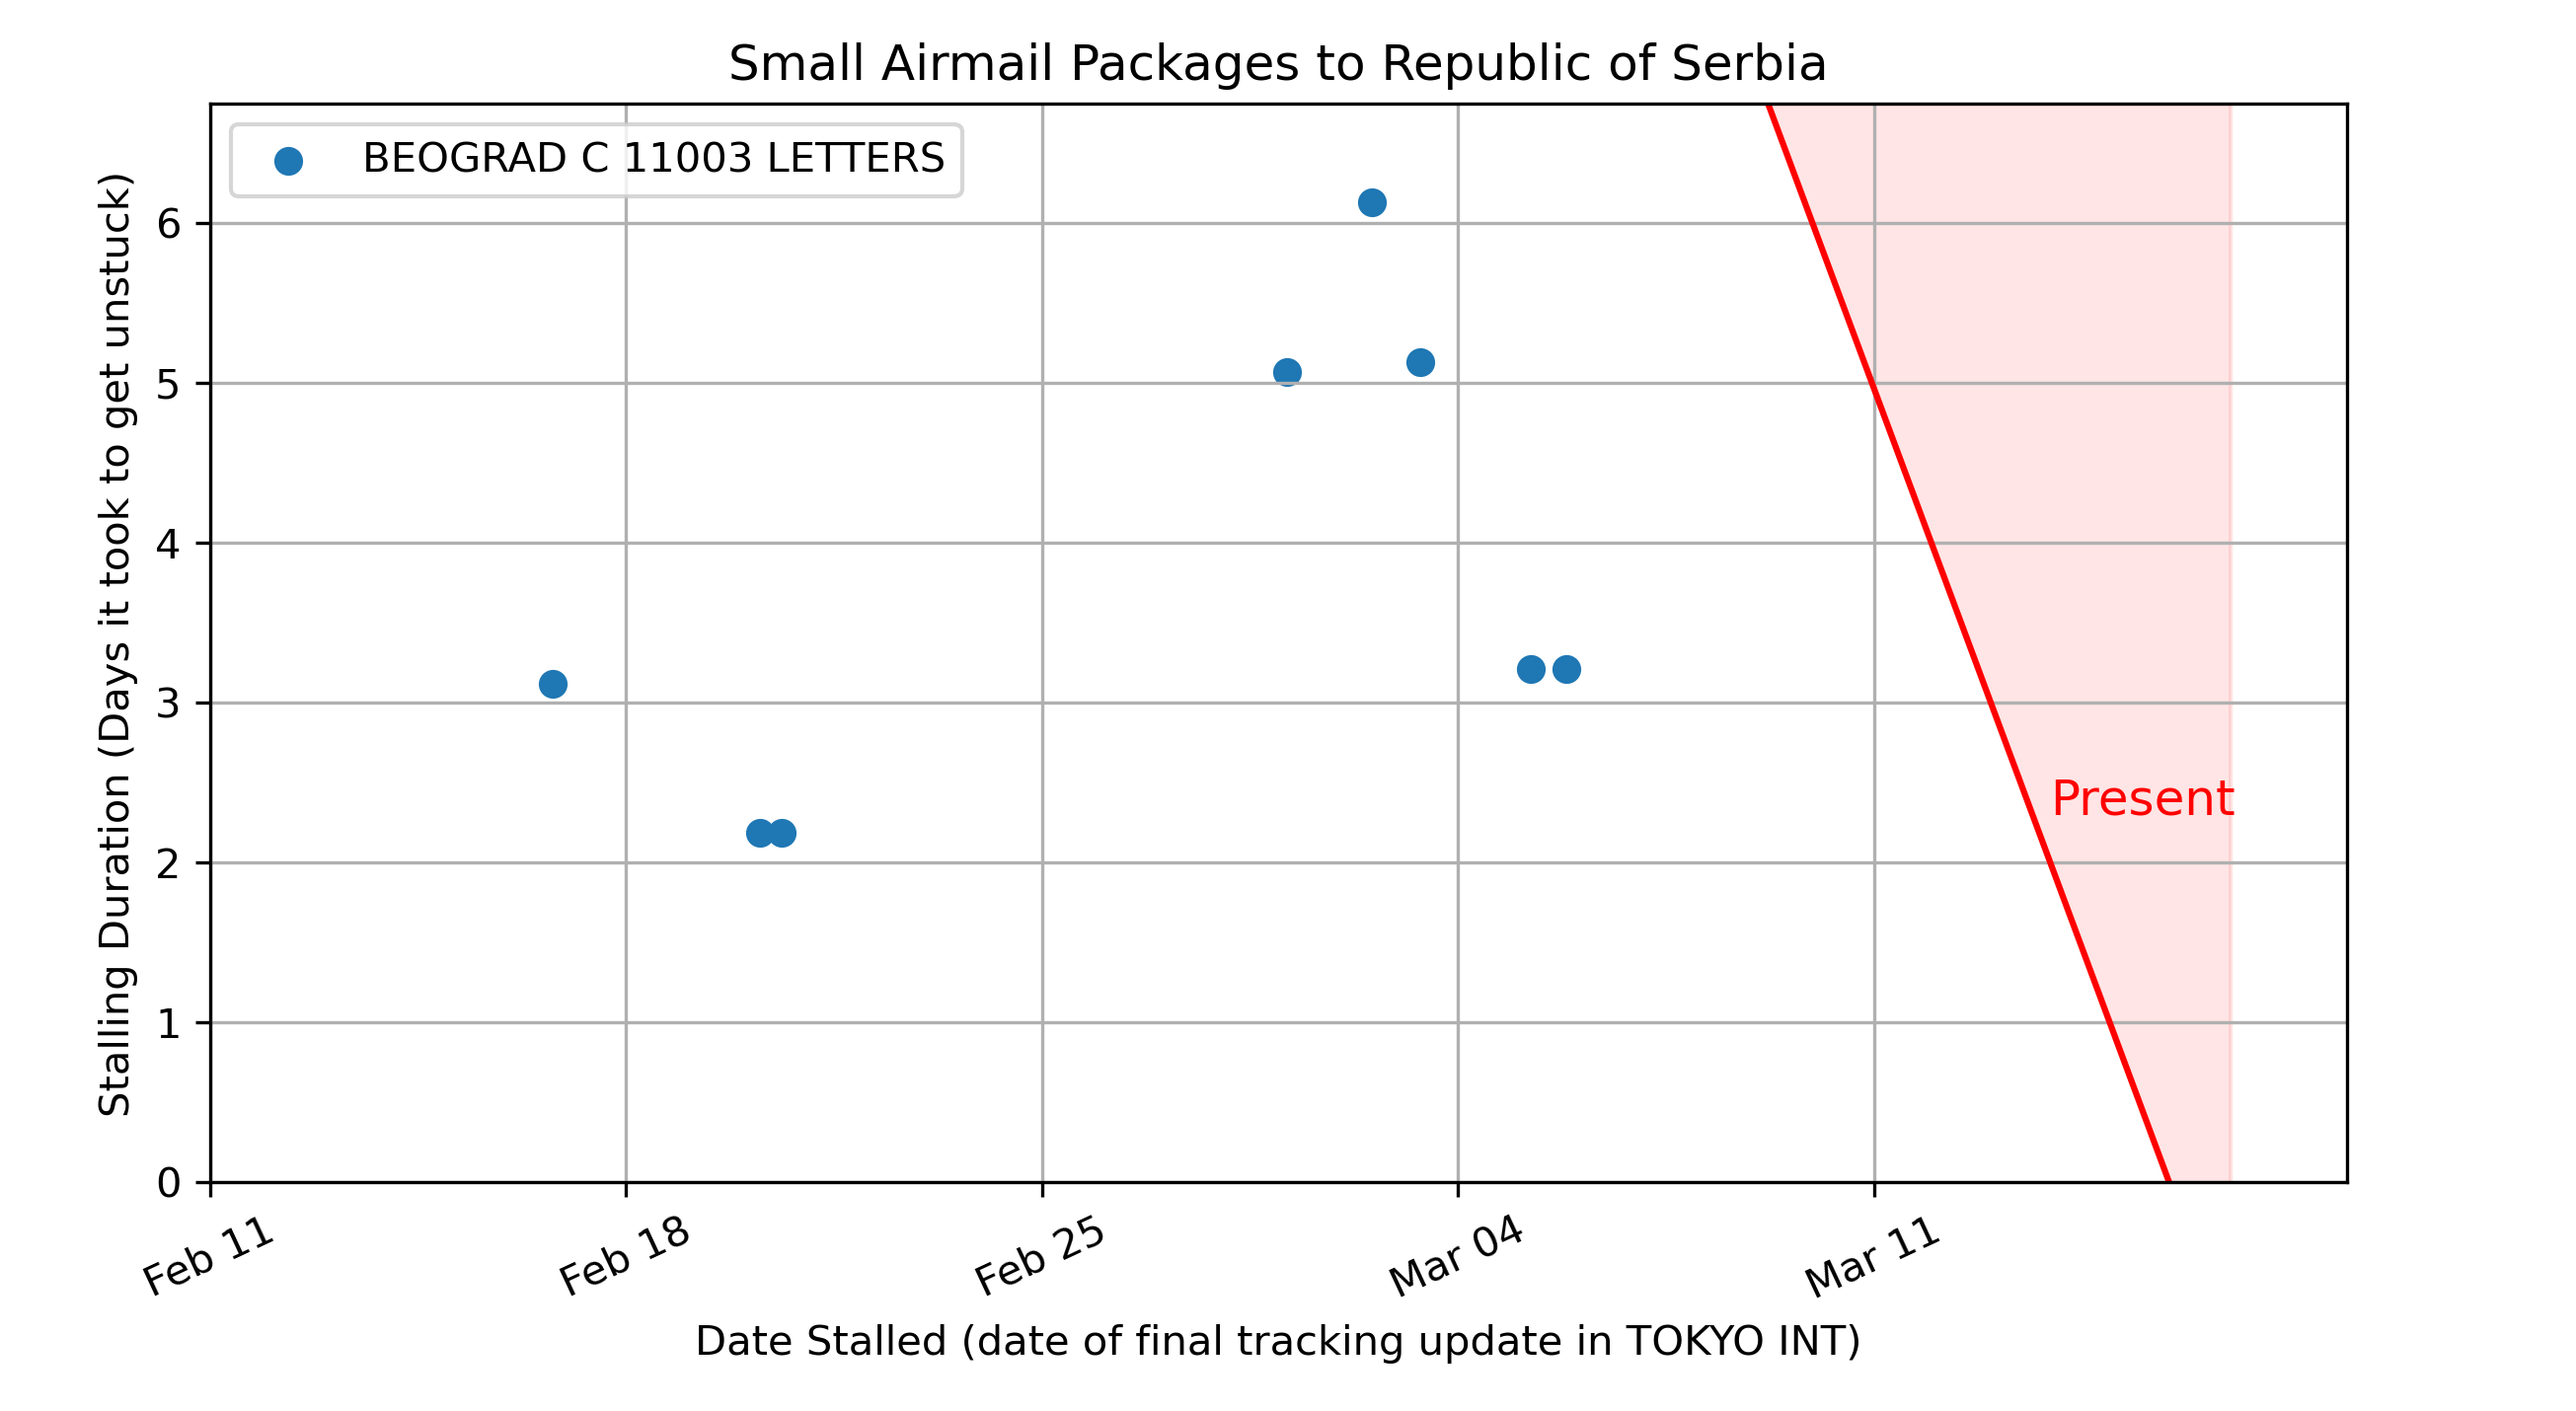 Small Airmail Packages to Republic of Serbia
BEOGRAD C 11003 LETTERS
Stalling Duration (Days it took to get unstuck)
6
5
4
3
2
1
0
Present
Feb 11
Feb 18
Feb 25
Mar 04
Mar 11
Date Stalled (date of final tracking update in TOKYO INT)